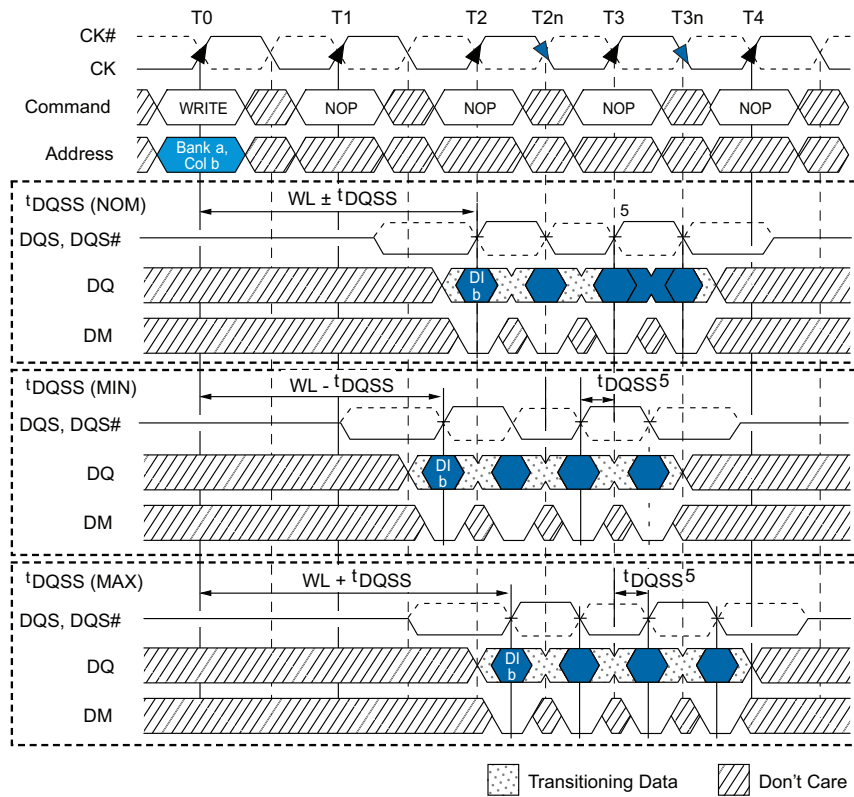 T0 T1 T2 T2n T3 T3n T4
CK#
CK
Command WRITE NOP NOP NOP NOP
Address Bank a,
Col b
tDQSS (NOM) WL ± tDQSS 5
DQS, DQS#
DQ DI
b
DM
tDQSS (MIN) WL - tDQSS tDQSS5
DQS, DQS#
DQ DI
b
DM
tDQSS (MAX) WL + tDQSS tDQSS5
DQS, DQS#
DQ DI
b
DM
Transitioning Data Don't Care